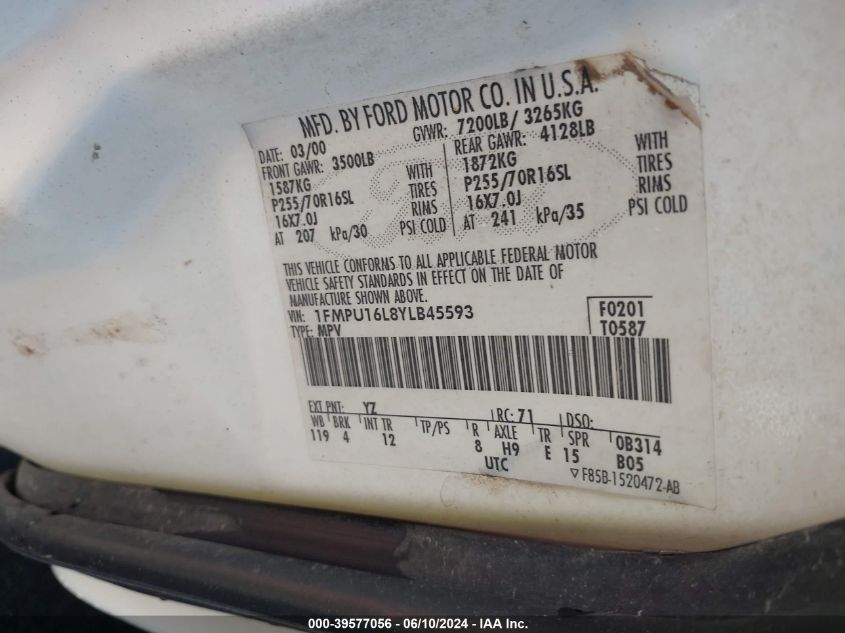 MFD. BY FORD MOTOR CO. IN U.S.A.
DATE: 03/00 GVWR: 7200LB/ 3265KG
FRONT GAWR: 3500LB REAR GAWR: 4128LB
1587KG WITH 1872KG WITH
P255/70R16SL TIRES P255/70R16SL TIRES
16X7.0J RIMS 16X7.0J RIMS
AT 207 kPa/30 PSI COLD AT 241 kPa/35 PSI COLD
THIS VEHICLE CONFORMS TO ALL APPLICABLE FEDERAL MOTOR
VEHICLE SAFETY STANDARDS IN EFFECT ON THE DATE OF
MANUFACTURE SHOWN ABOVE.
VIN: 1FMPU16L8YLB45593 F0201
TYPE: MPV T0587
EXT PNT: YZ RC: 71 DSO:
WB BRK INT TR TP/PS R AXLE TR SPR 0B314
119 4 12 8 H9 E 15 B05
UTC ▽F85B-1520472-AB
000-39577056 - 06/10/2024 - IAA Inc.